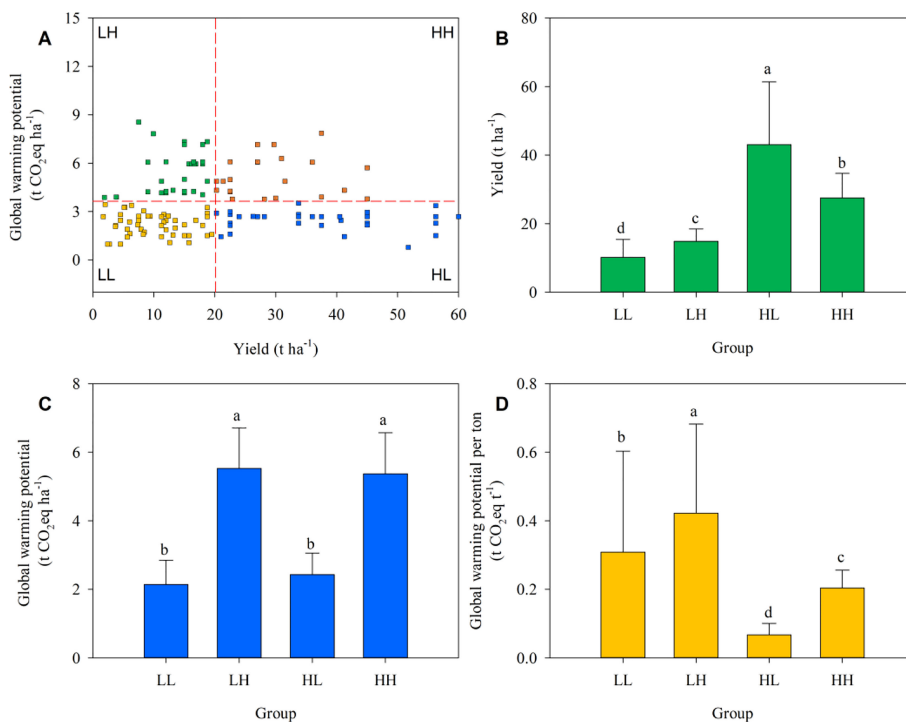 A
LH
HH
LL
HL
15
12
9
6
3
0
0 10 20 30 40 50 60
Global warming potential
(t CO₂eq ha⁻¹)
Yield (t ha⁻¹)
B
80
60
40
20
0
Yield (t ha⁻¹)
d c a b
LL LH HL HH
Group
C
8
6
4
2
0
Global warming potential
(t CO₂eq ha⁻¹)
b a b a
LL LH HL HH
Group
D
0.8
0.6
0.4
0.2
0.0
Global warming potential per ton
(t CO₂eq t⁻¹)
b a d c
LL LH HL HH
Group